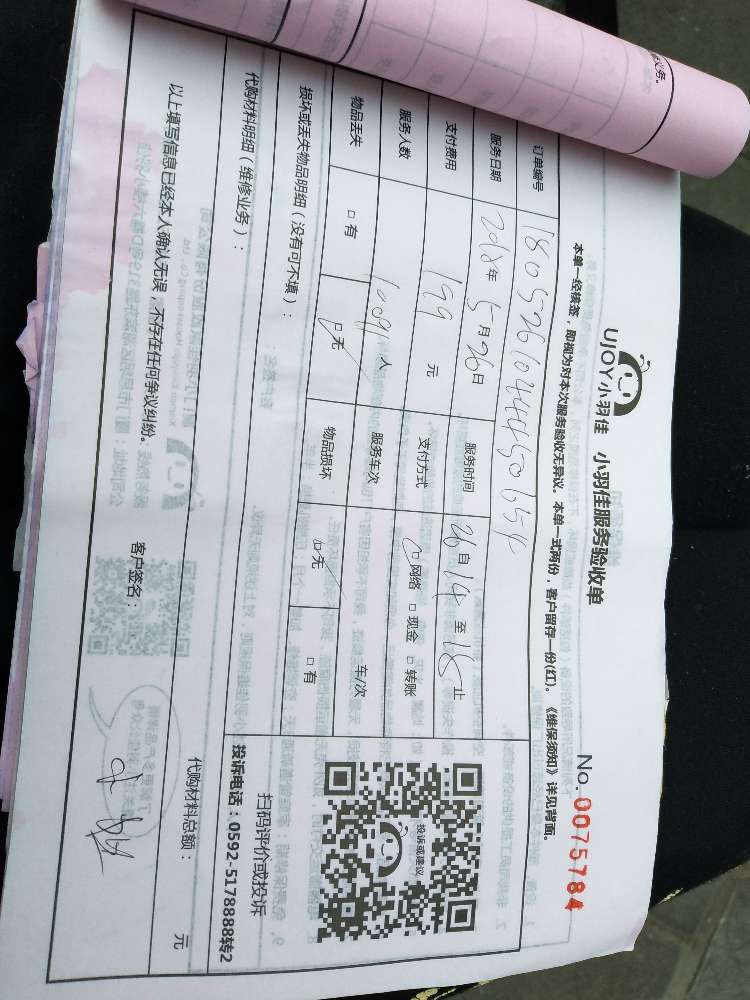 UJOY小羽佳 小羽佳服务验收单
No. 0075784
本单一经核签，即视为对本次服务验收无异议。本单一式两份，客户留存一份(红)。《维保须知》详见背面。
订单编号
服务日期 2018年 5月26日 服务时间 26自14至18止
支付费用 199 元 支付方式 ☑网络 □现金 □转账
服务人数 人 服务车次 车/次
物品丢失 □有 ☑无 物品损坏 ☑无 □有
损坏或丢失物品明细（没有可不填）：
投诉或建议
扫码评价或投诉
投诉电话：0592-5178888转2
代购材料明细（维修业务）：
代购材料总额： 元
以上填写信息已经本人确认无误，不存在任何争议纠纷。 客户签名：